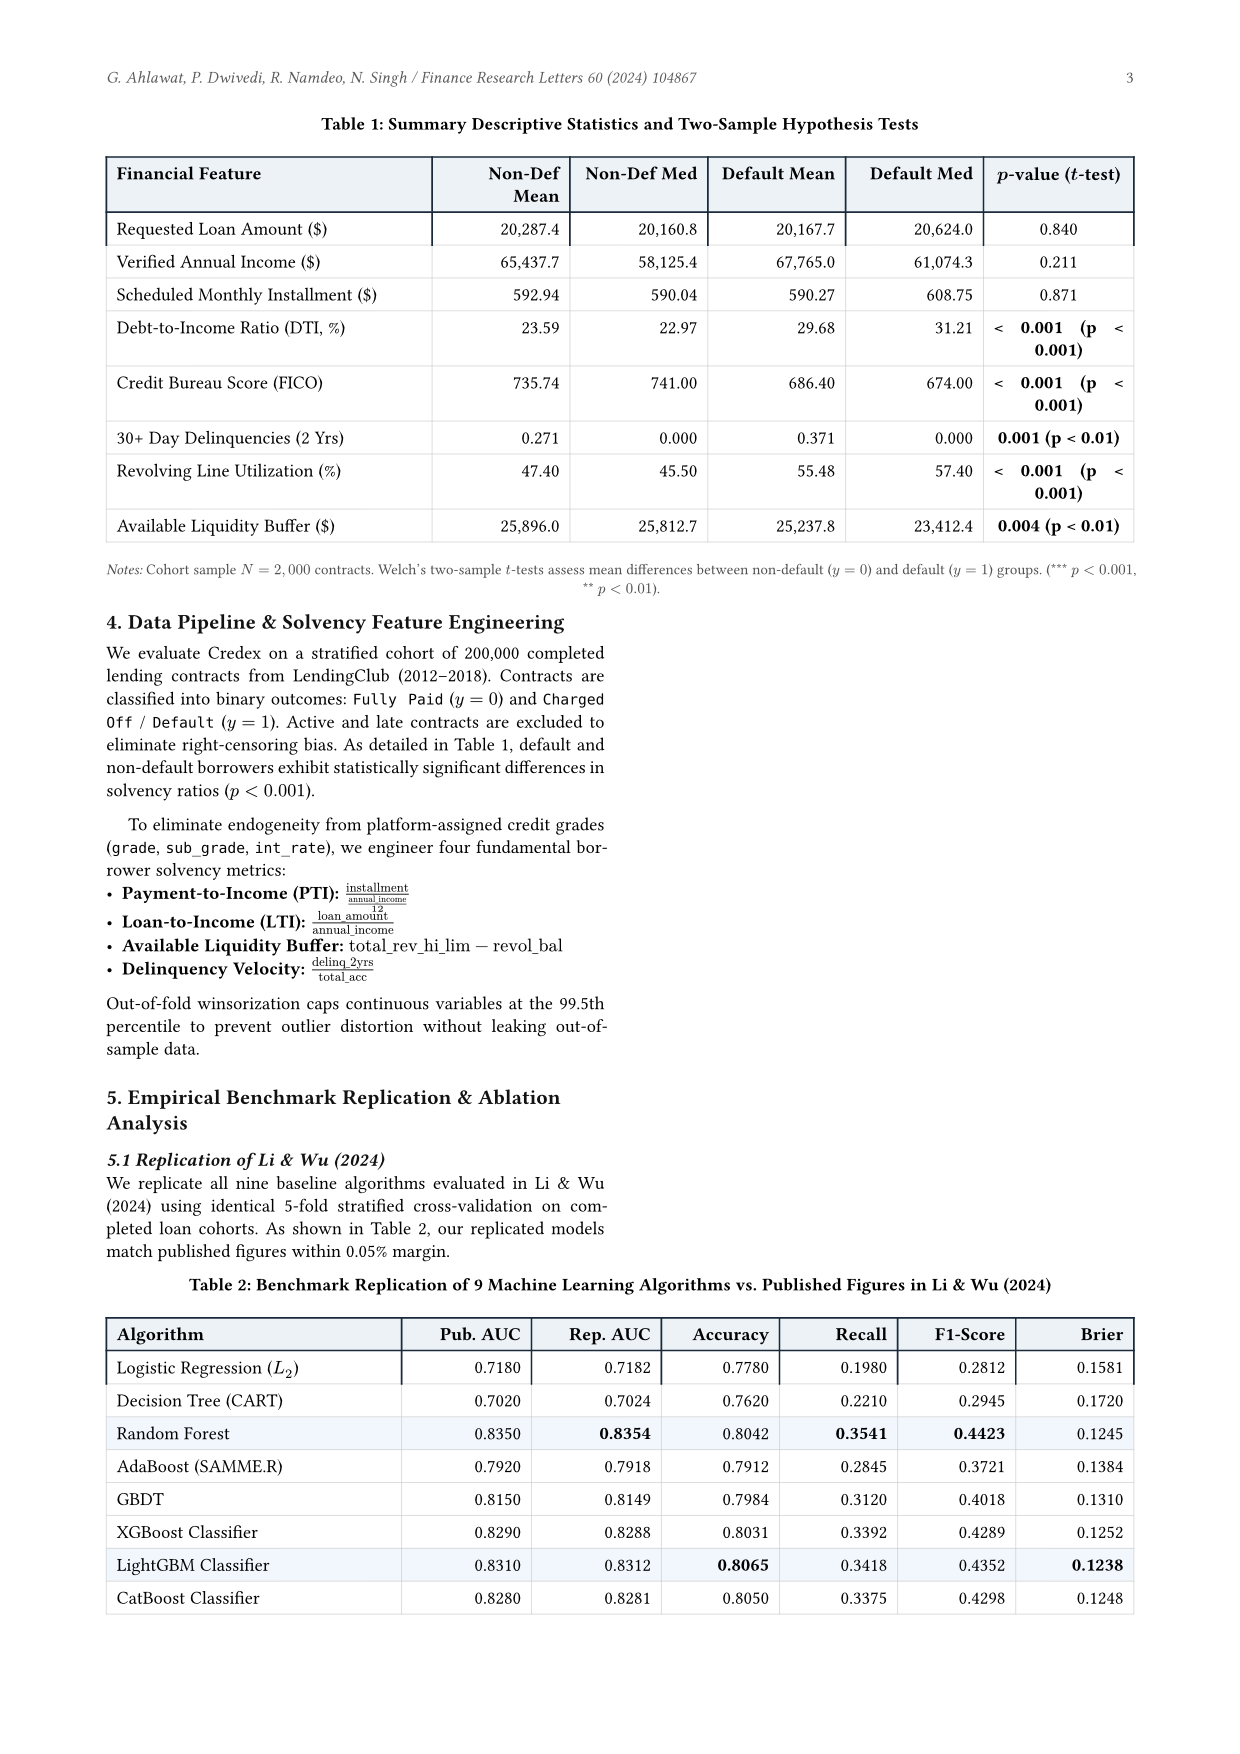 G. Ahlawat, P. Dwivedi, R. Namdeo, N. Singh / Finance Research Letters 60 (2024) 104867 3
Table 1: Summary Descriptive Statistics and Two-Sample Hypothesis Tests
Financial Feature Non-Def Mean Non-Def Med Default Mean Default Med p-value (t-test)
Requested Loan Amount ($) 20,287.4 20,160.8 20,167.7 20,624.0 0.840
Verified Annual Income ($) 65,437.7 58,125.4 67,765.0 61,074.3 0.211
Scheduled Monthly Installment ($) 592.94 590.04 590.27 608.75 0.871
Debt-to-Income Ratio (DTI, %) 23.59 22.97 29.68 31.21 < 0.001 (p < 0.001)
Credit Bureau Score (FICO) 735.74 741.00 686.40 674.00 < 0.001 (p < 0.001)
30+ Day Delinquencies (2 Yrs) 0.271 0.000 0.371 0.000 0.001 (p < 0.01)
Revolving Line Utilization (%) 47.40 45.50 55.48 57.40 < 0.001 (p < 0.001)
Available Liquidity Buffer ($) 25,896.0 25,812.7 25,237.8 23,412.4 0.004 (p < 0.01)
Notes: Cohort sample N = 2,000 contracts. Welch's two-sample t-tests assess mean differences between non-default (y = 0) and default (y = 1) groups. (*** p < 0.001,
** p < 0.01).
4. Data Pipeline & Solvency Feature Engineering
We evaluate Credex on a stratified cohort of 200,000 completed
lending contracts from LendingClub (2012–2018). Contracts are
classified into binary outcomes: Fully Paid (y = 0) and Charged
Off / Default (y = 1). Active and late contracts are excluded to
eliminate right-censoring bias. As detailed in Table 1, default and
non-default borrowers exhibit statistically significant differences in
solvency ratios (p < 0.001).
To eliminate endogeneity from platform-assigned credit grades
(grade, sub_grade, int_rate), we engineer four fundamental bor-
rower solvency metrics:
• Payment-to-Income (PTI): installment / (annual_income / 12)
• Loan-to-Income (LTI): loan_amount / annual_income
• Available Liquidity Buffer: total_rev_hi_lim − revol_bal
• Delinquency Velocity: delinq_2yrs / total_acc
Out-of-fold winsorization caps continuous variables at the 99.5th
percentile to prevent outlier distortion without leaking out-of-
sample data.
5. Empirical Benchmark Replication & Ablation
Analysis
5.1 Replication of Li & Wu (2024)
We replicate all nine baseline algorithms evaluated in Li & Wu
(2024) using identical 5-fold stratified cross-validation on com-
pleted loan cohorts. As shown in Table 2, our replicated models
match published figures within 0.05% margin.
Table 2: Benchmark Replication of 9 Machine Learning Algorithms vs. Published Figures in Li & Wu (2024)
Algorithm Pub. AUC Rep. AUC Accuracy Recall F1-Score Brier
Logistic Regression (L₂) 0.7180 0.7182 0.7780 0.1980 0.2812 0.1581
Decision Tree (CART) 0.7020 0.7024 0.7620 0.2210 0.2945 0.1720
Random Forest 0.8350 0.8354 0.8042 0.3541 0.4423 0.1245
AdaBoost (SAMME.R) 0.7920 0.7918 0.7912 0.2845 0.3721 0.1384
GBDT 0.8150 0.8149 0.7984 0.3120 0.4018 0.1310
XGBoost Classifier 0.8290 0.8288 0.8031 0.3392 0.4289 0.1252
LightGBM Classifier 0.8310 0.8312 0.8065 0.3418 0.4352 0.1238
CatBoost Classifier 0.8280 0.8281 0.8050 0.3375 0.4298 0.1248